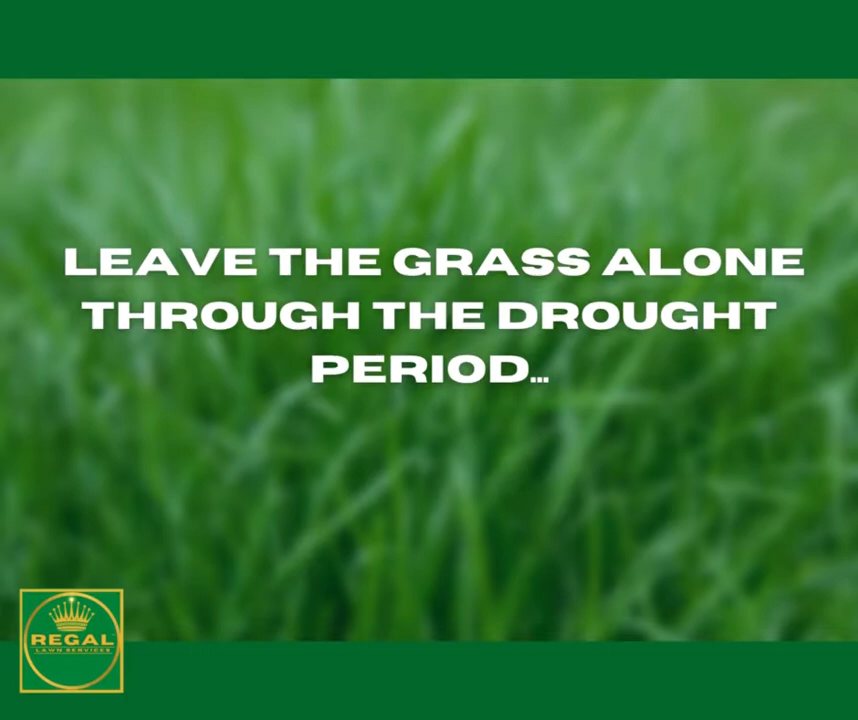 LEAVE THE GRASS ALONE
THROUGH THE DROUGHT
PERIOD...
REGAL
LAWN SERVICES